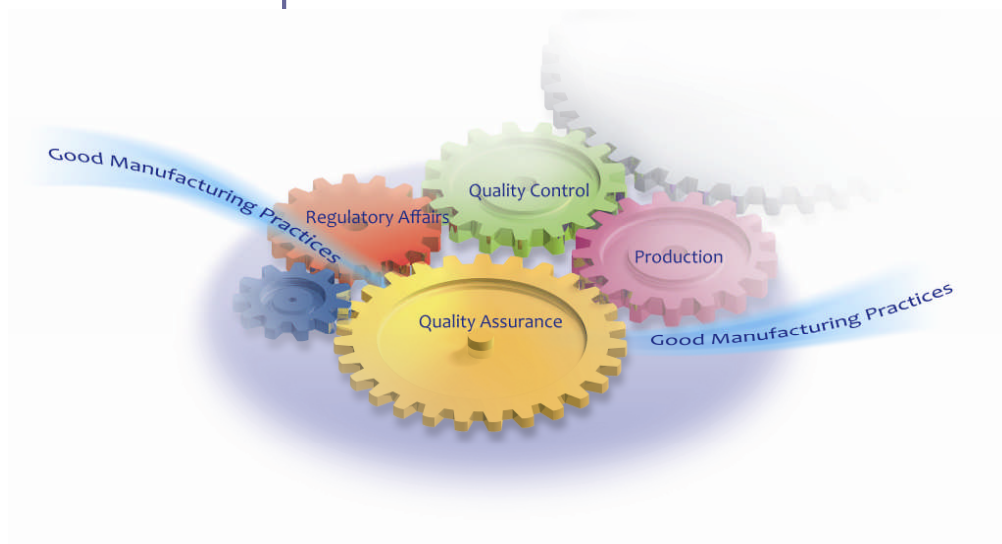 Good Manufacturing Practices
Quality Control
Regulatory Affairs
Production
Quality Assurance
Good Manufacturing Practices